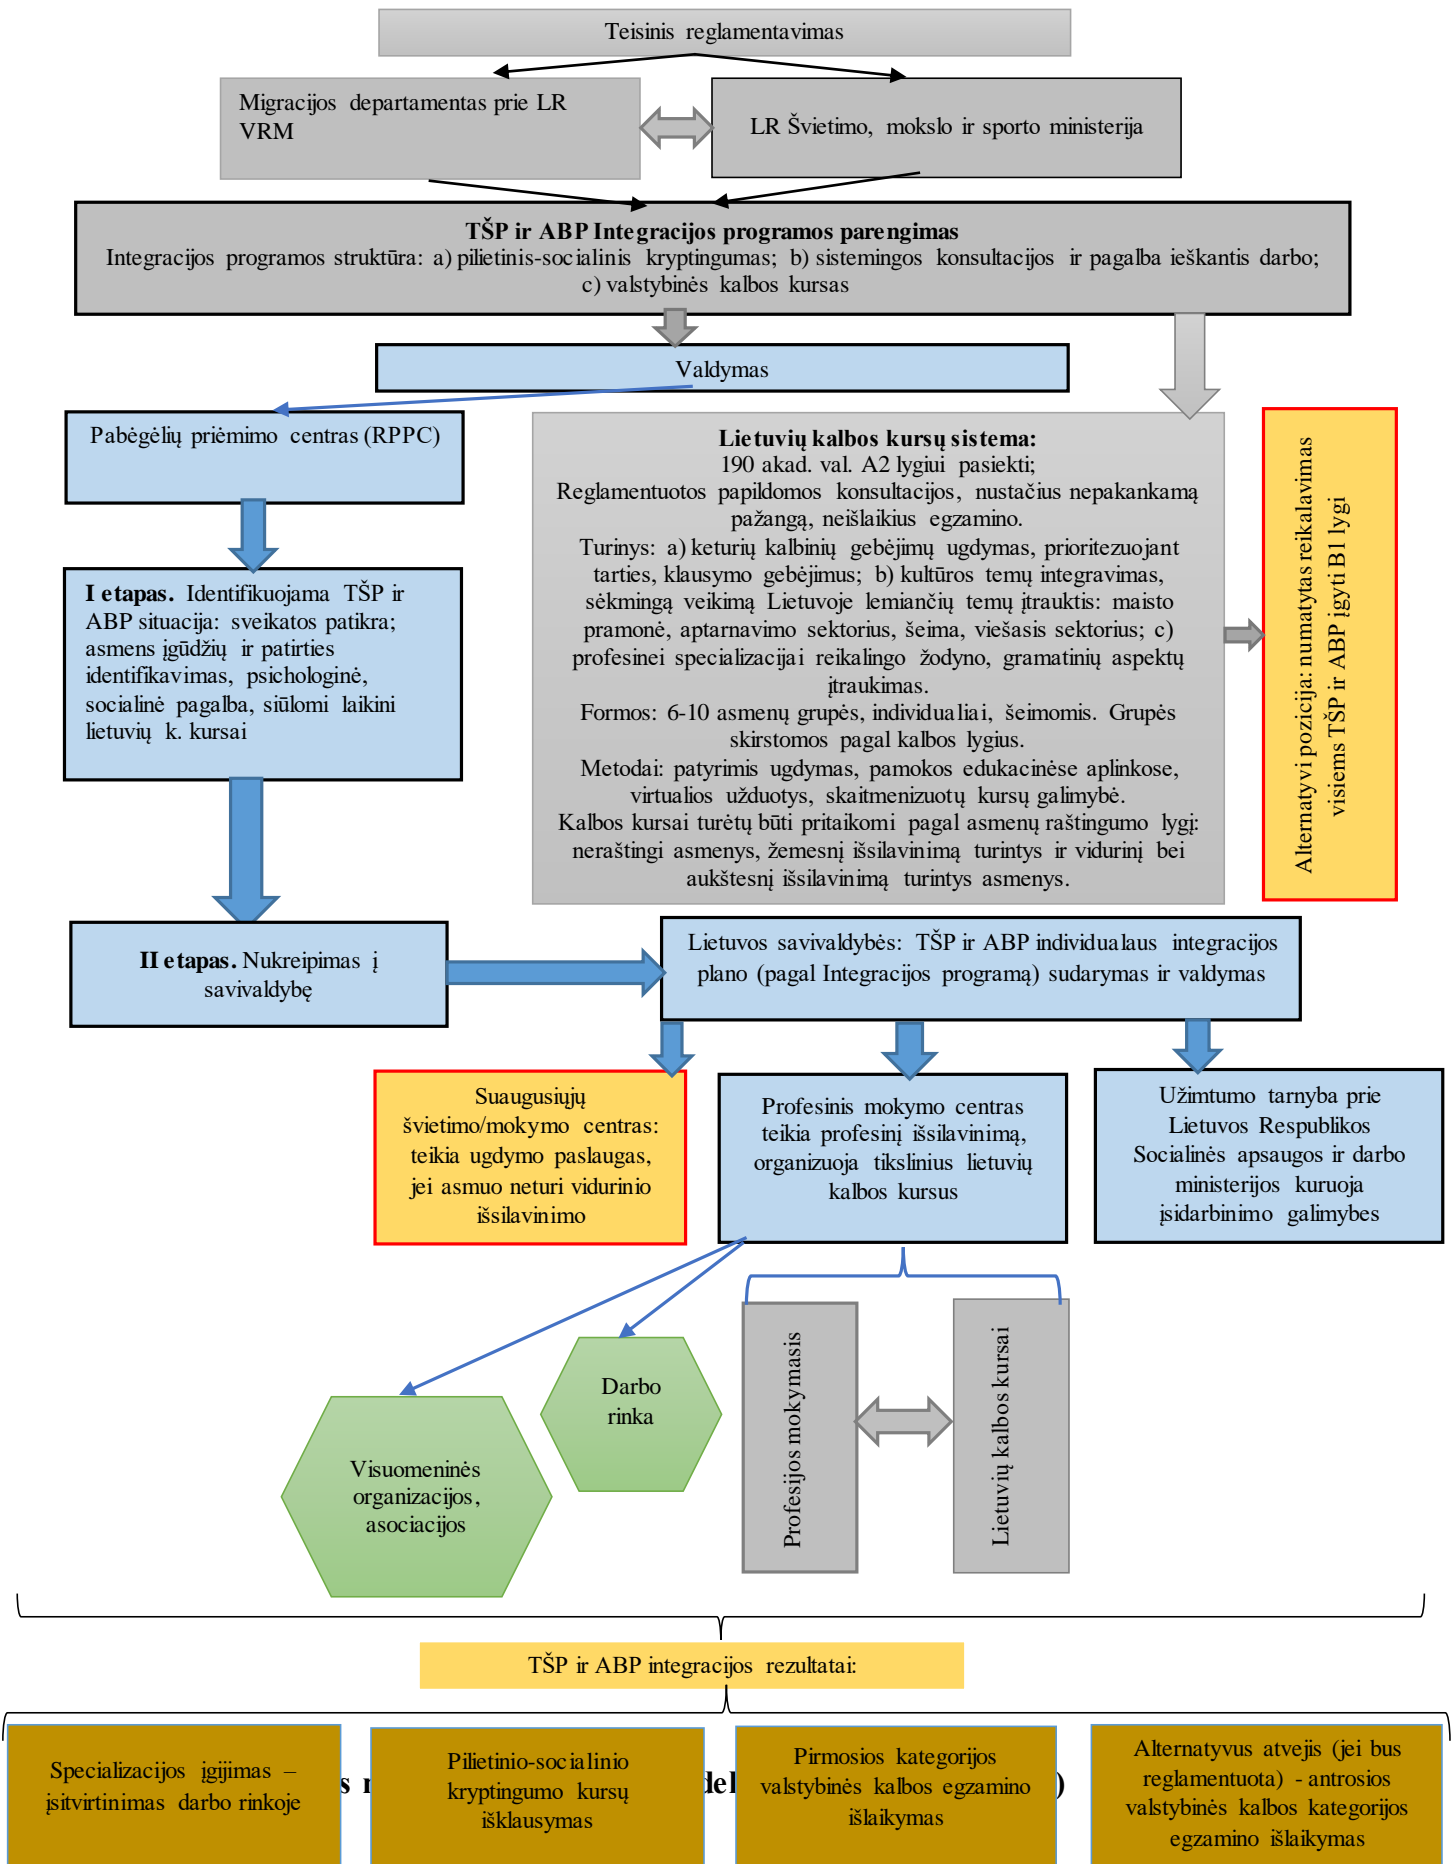 Teisinis reglamentavimas
Migracijos departamentas prie LR
VRM
LR Švietimo, mokslo ir sporto ministerija
TŠP ir ABP Integracijos programos parengimas
Integracijos programos struktūra: a) pilietinis-socialinis kryptingumas; b) sistemingos konsultacijos ir pagalba ieškantis darbo;
c) valstybinės kalbos kursas
Valdymas
Pabėgėlių priėmimo centras (RPPC)
I etapas. Identifikuojama TŠP ir
ABP situacija: sveikatos patikra;
asmens įgūdžių ir patirties
identifikavimas, psichologinė,
socialinė pagalba, siūlomi laikini
lietuvių k. kursai
Lietuvių kalbos kursų sistema:
190 akad. val. A2 lygiui pasiekti;
Reglamentuotos papildomos konsultacijos, nustačius nepakankamą
pažangą, neišlaikius egzamino.
Turinys: a) keturių kalbinių gebėjimų ugdymas, prioritezuojant
tarties, klausymo gebėjimus; b) kultūros temų integravimas,
sėkmingą veikimą Lietuvoje lemiančių temų įtrauktis: maisto
pramonė, aptarnavimo sektorius, šeima, viešasis sektorius; c)
profesinei specializacijai reikalingo žodyno, gramatinių aspektų
įtraukimas.
Formos: 6-10 asmenų grupės, individualiai, šeimomis. Grupės
skirstomos pagal kalbos lygius.
Metodai: patyrimis ugdymas, pamokos edukacinėse aplinkose,
virtualios užduotys, skaitmenizuotų kursų galimybė.
Kalbos kursai turėtų būti pritaikomi pagal asmenų raštingumo lygį:
neraštingi asmenys, žemesnį išsilavinimą turintys ir vidurinį bei
aukštesnį išsilavinimą turintys asmenys.
Alternatyvi pozicija: numatytas reikalavimas
visiems TŠP ir ABP įgyti B1 lygi
II etapas. Nukreipimas į
savivaldybę
Lietuvos savivaldybės: TŠP ir ABP individualaus integracijos
plano (pagal Integracijos programą) sudarymas ir valdymas
Suaugusiųjų
švietimo/mokymo centras:
teikia ugdymo paslaugas,
jei asmuo neturi vidurinio
išsilavinimo
Profesinis mokymo centras
teikia profesinį išsilavinimą,
organizuoja tikslinius lietuvių
kalbos kursus
Užimtumo tarnyba prie
Lietuvos Respublikos
Socialinės apsaugos ir darbo
ministerijos kuruoja
įsidarbinimo galimybes
Darbo
rinka
Visuomeninės
organizacijos,
asociacijos
Profesijos mokymasis
Lietuvių kalbos kursai
TŠP ir ABP integracijos rezultatai:
Specializacijos įgijimas –
įsitvirtinimas darbo rinkoje
Pilietinio-socialinio
kryptingumo kursų
išklausymas
Pirmosios kategorijos
valstybinės kalbos egzamino
išlaikymas
Alternatyvus atvejis (jei bus
reglamentuota) - antrosios
valstybinės kalbos kategorijos
egzamino išlaikymas